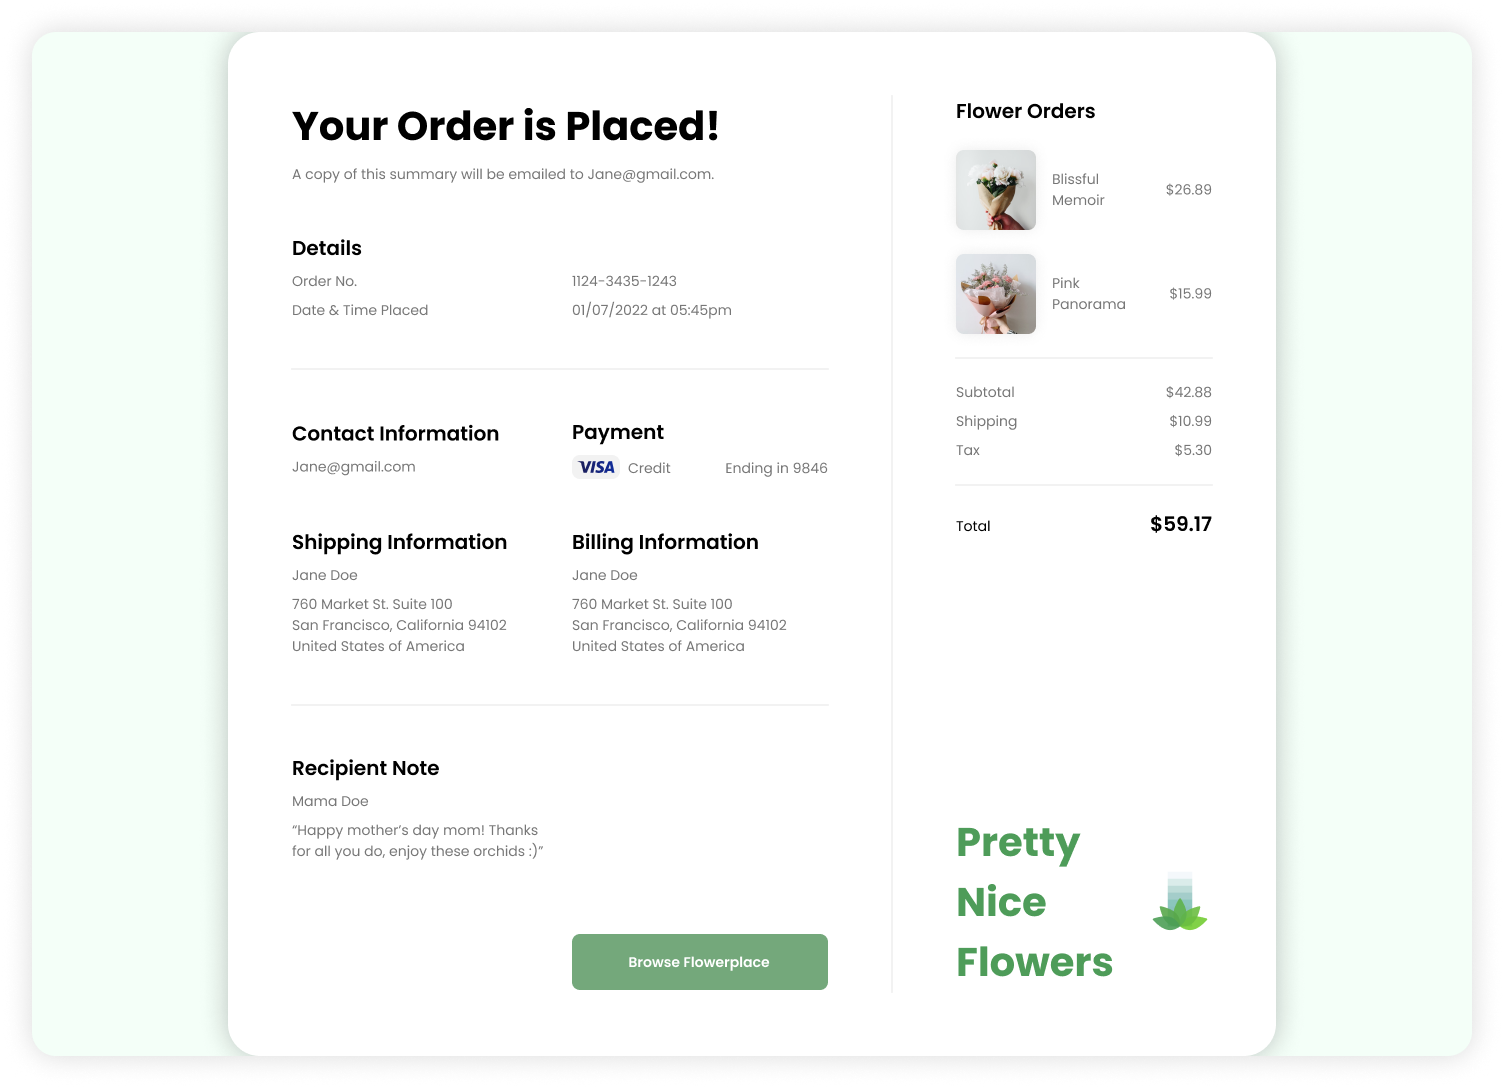 Your Order is Placed!
A copy of this summary will be emailed to Jane@gmail.com.
Details
Order No. 1124-3435-1243
Date & Time Placed 01/07/2022 at 05:45pm
Contact Information
Jane@gmail.com
Payment
VISA Credit Ending in 9846
Shipping Information
Jane Doe
760 Market St. Suite 100
San Francisco, California 94102
United States of America
Billing Information
Jane Doe
760 Market St. Suite 100
San Francisco, California 94102
United States of America
Recipient Note
Mama Doe
“Happy mother’s day mom! Thanks
for all you do, enjoy these orchids :)”
Browse Flowerplace
Flower Orders
Blissful
Memoir
$26.89
Pink
Panorama
$15.99
Subtotal $42.88
Shipping $10.99
Tax $5.30
Total $59.17
Pretty
Nice
Flowers